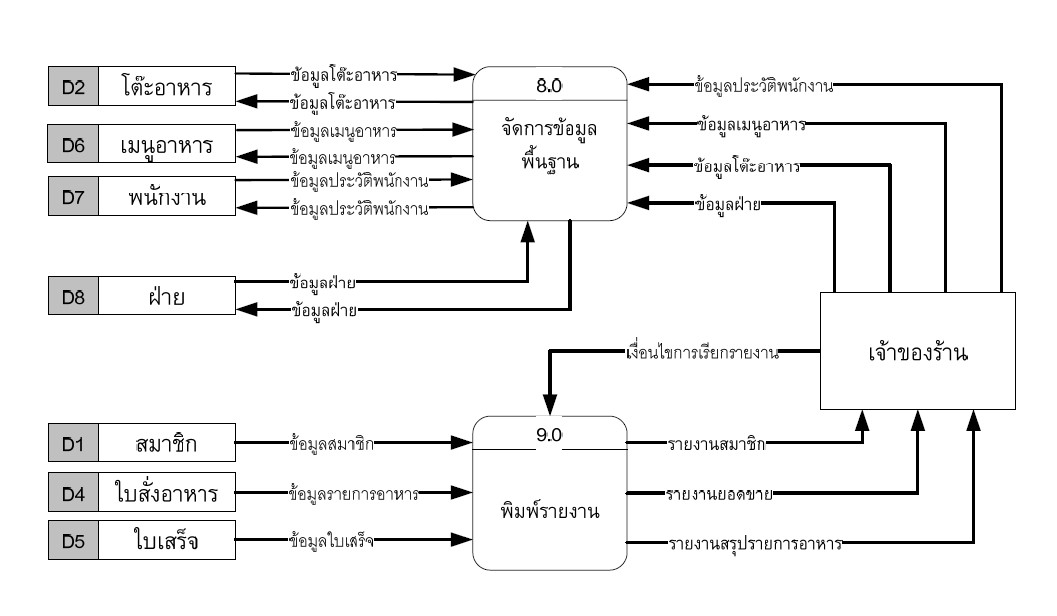 D2
โต๊ะอาหาร
ข้อมูลโต๊ะอาหาร
ข้อมูลโต๊ะอาหาร
D6
เมนูอาหาร
ข้อมูลเมนูอาหาร
ข้อมูลเมนูอาหาร
D7
พนักงาน
ข้อมูลประวัติพนักงาน
ข้อมูลประวัติพนักงาน
8.0
จัดการข้อมูล
พื้นฐาน
ข้อมูลประวัติพนักงาน
ข้อมูลเมนูอาหาร
ข้อมูลโต๊ะอาหาร
ข้อมูลฝ่าย
D8
ฝ่าย
ข้อมูลฝ่าย
ข้อมูลฝ่าย
เจ้าของร้าน
เงื่อนไขการเรียกรายงาน
D1
สมาชิก
ข้อมูลสมาชิก
D4
ใบสั่งอาหาร
ข้อมูลรายการอาหาร
D5
ใบเสร็จ
ข้อมูลใบเสร็จ
9.0
พิมพ์รายงาน
รายงานสมาชิก
รายงานยอดขาย
รายงานสรุปรายการอาหาร